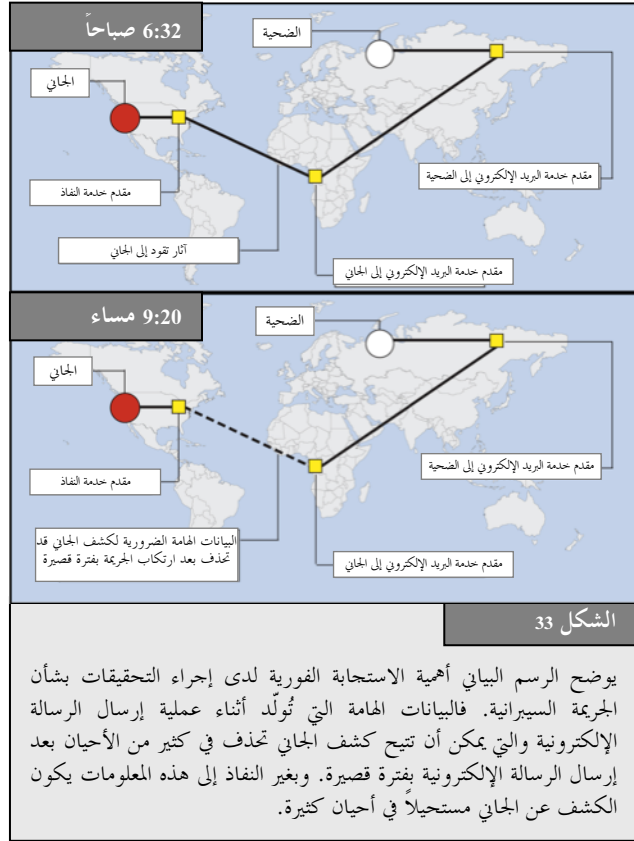 6:32 صباحاً
الضحية
الجاني
مقدم خدمة النفاذ
مقدم خدمة البريد الإلكتروني إلى الضحية
آثار تقود إلى الجاني
مقدم خدمة البريد الإلكتروني إلى الجاني
9:20 مساء
الضحية
الجاني
مقدم خدمة النفاذ
مقدم خدمة البريد الإلكتروني إلى الضحية
البيانات الهامة الضرورية لكشف الجاني قد
تحذف بعد ارتكاب الجريمة بفترة قصيرة
مقدم خدمة البريد الإلكتروني إلى الجاني
الشكل 33
يوضح الرسم البياني أهمية الاستجابة الفورية لدى إجراء التحقيقات بشأن
الجريمة السيبرانية. فالبيانات الهامة التي تُولّد أثناء عملية إرسال الرسالة
الإلكترونية والتي يمكن أن تتيح كشف الجاني تحذف في كثير من الأحيان بعد
إرسال الرسالة الإلكترونية بفترة قصيرة. وبغير النفاذ إلى هذه المعلومات يكون
الكشف عن الجاني مستحيلاً في أحيان كثيرة.